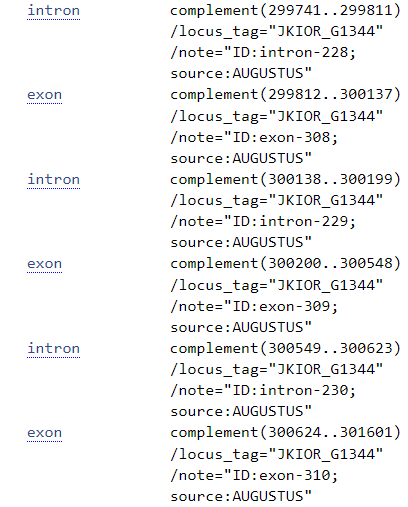 intron complement(299741..299811)
/locus_tag="JKIOR_G1344"
/note="ID:intron-228;
source:AUGUSTUS"
exon complement(299812..300137)
/locus_tag="JKIOR_G1344"
/note="ID:exon-308;
source:AUGUSTUS"
intron complement(300138..300199)
/locus_tag="JKIOR_G1344"
/note="ID:intron-229;
source:AUGUSTUS"
exon complement(300200..300548)
/locus_tag="JKIOR_G1344"
/note="ID:exon-309;
source:AUGUSTUS"
intron complement(300549..300623)
/locus_tag="JKIOR_G1344"
/note="ID:intron-230;
source:AUGUSTUS"
exon complement(300624..301601)
/locus_tag="JKIOR_G1344"
/note="ID:exon-310;
source:AUGUSTUS"